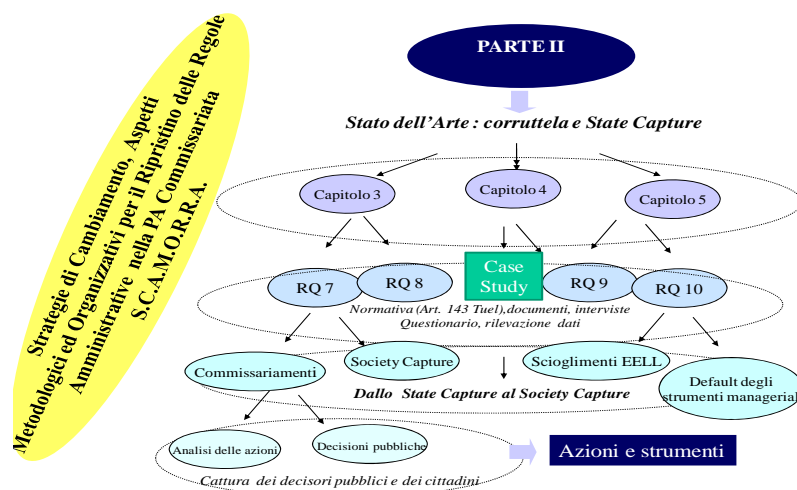 Strategie di Cambiamento, Aspetti
Metodologici ed Organizzativi per il Ripristino delle Regole
Amministrative nella PA Commissariata
S.C.A.M.O.R.R.A.
PARTE II
Stato dell'Arte : corruttela e State Capture
Capitolo 3
Capitolo 4
Capitolo 5
RQ 7
RQ 8
Case
Study
RQ 9
RQ 10
Normativa (Art. 143 Tuel),documenti, interviste
Questionario, rilevazione dati
Commissariamenti
Society Capture
Scioglimenti EELL
Default degli
strumenti managerial
Dallo State Capture al Society Capture
Analisi delle azioni
Decisioni pubbliche
Azioni e strumenti
Cattura dei decisori pubblici e dei cittadini